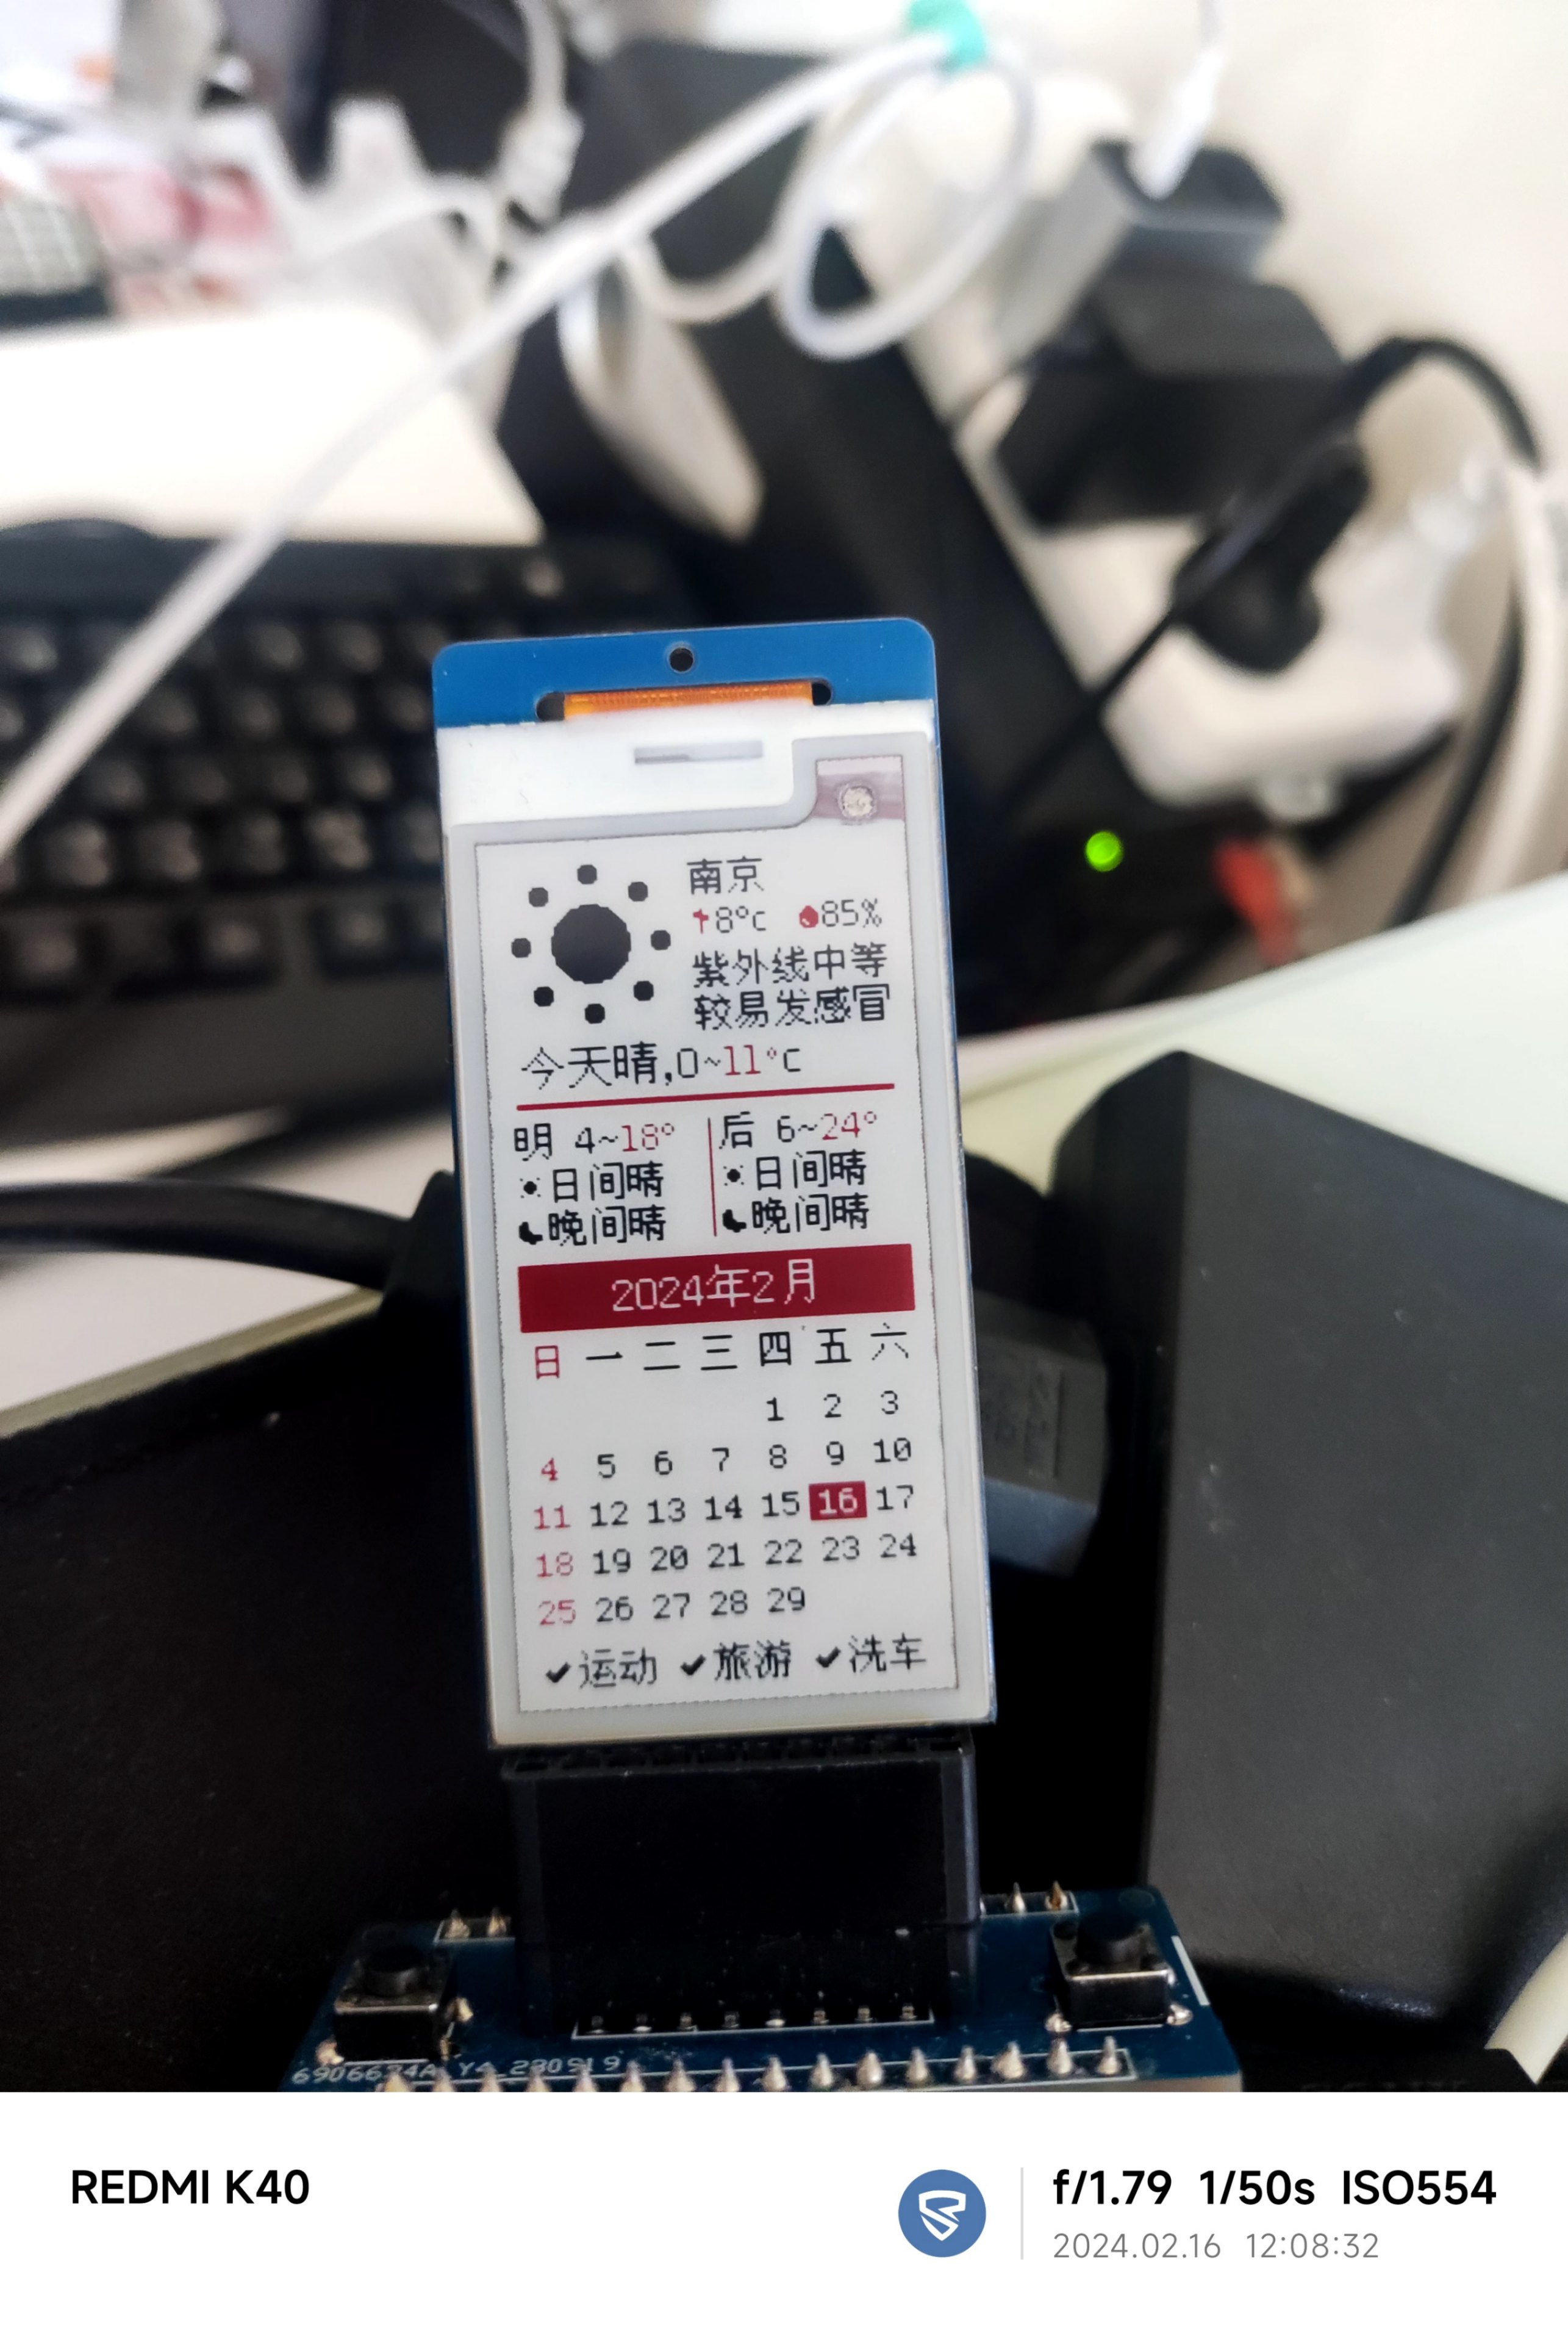 南京
8°c 85%
紫外线中等
较易发感冒
今天晴,0~11°C
明 4~18° 后 6~24°
日间晴 日间晴
晚间晴 晚间晴
2024年2月
日 一 二 三 四 五 六
1 2 3
4 5 6 7 8 9 10
11 12 13 14 15 16 17
18 19 20 21 22 23 24
25 26 27 28 29
✔运动 ✔旅游 ✔洗车
REDMI K40
f/1.79 1/50s ISO554
2024.02.16 12:08:32